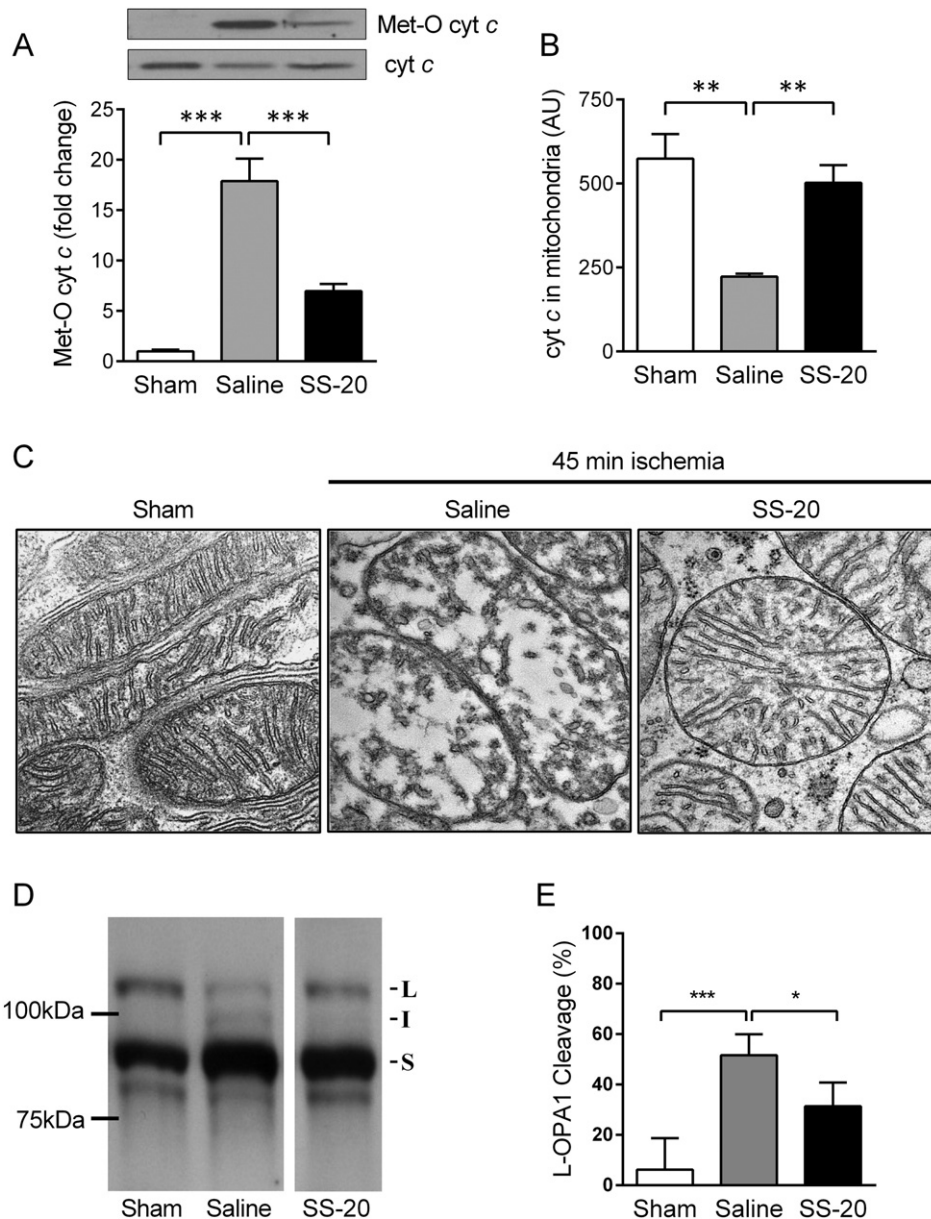 A
Met-O cyt c
cyt c
Met-O cyt c (fold change)
25
20
15
10
5
0
*** ***
Sham Saline SS-20
B
cyt c in mitochondria (AU)
750
500
250
0
** **
Sham Saline SS-20
C
45 min ischemia
Sham Saline SS-20
D
100kDa
75kDa
-L
-I
-S
Sham Saline SS-20
E
L-OPA1 Cleavage (%)
100
80
60
40
20
0
*** *
Sham Saline SS-20